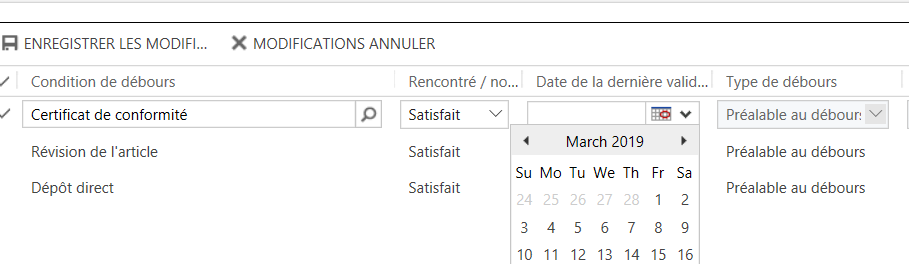 ENREGISTRER LES MODIFI... MODIFICATIONS ANNULER
Condition de débours Rencontré / no... Date de la dernière valid... Type de débours
Certificat de conformité Satisfait Préalable au débours
Révision de l'article Satisfait Préalable au débours
Dépôt direct Satisfait Préalable au débours
March 2019
Su Mo Tu We Th Fr Sa
24 25 26 27 28 1 2
3 4 5 6 7 8 9
10 11 12 13 14 15 16